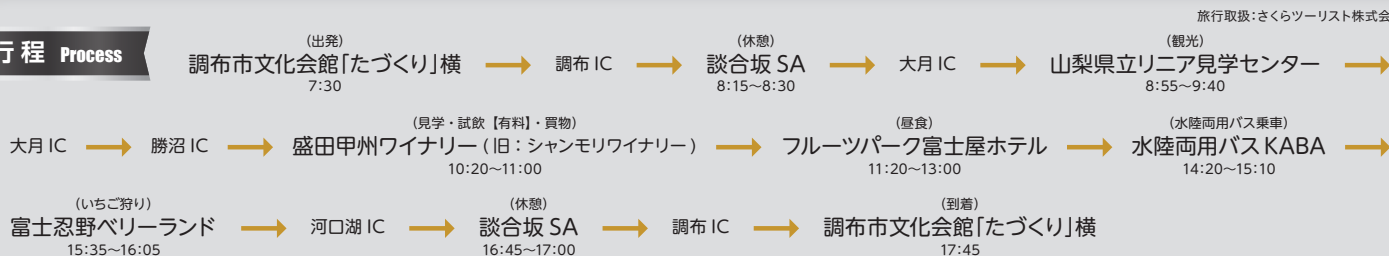 旅行取扱：さくらツーリスト株式会
行程 Process
（出発） （休憩） （観光）
調布市文化会館「たづくり」横 調布 IC 談合坂 SA 大月 IC 山梨県立リニア見学センター
7:30 8:15～8:30 8:55～9:40
（見学・試飲【有料】・買物） （昼食） （水陸両用バス乗車）
大月 IC 勝沼 IC 盛田甲州ワイナリー（旧：シャンモリワイナリー） フルーツパーク富士屋ホテル 水陸両用バス KABA
10:20～11:00 11:20～13:00 14:20～15:10
（いちご狩り） （休憩） （到着）
富士忍野ベリーランド 河口湖 IC 談合坂 SA 調布 IC 調布市文化会館「たづくり」横
15:35～16:05 16:45～17:00 17:45